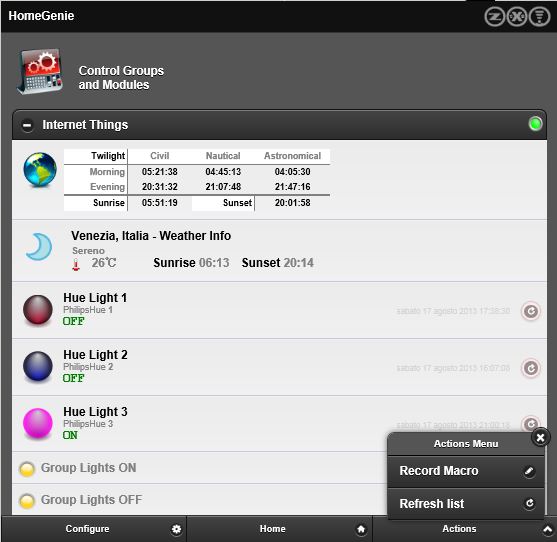 HomeGenie
Control Groups
and Modules
Internet Things
Twilight Civil Nautical Astronomical
Morning 05:21:38 04:45:13 04:05:30
Evening 20:31:32 21:07:48 21:47:16
Sunrise 05:51:19 Sunset 20:01:58
Venezia, Italia - Weather Info
Sereno
26°C Sunrise 06:13 Sunset 20:14
Hue Light 1
PhilipsHue 1
OFF
sabato 17 agosto 2013 17:38:30
Hue Light 2
PhilipsHue 2
OFF
sabato 17 agosto 2013 16:07:08
Hue Light 3
PhilipsHue 3
ON
sabato 17 agosto 2013 21:00:18
Group Lights ON
Group Lights OFF
Actions Menu
Record Macro
Refresh list
Configure Home Actions